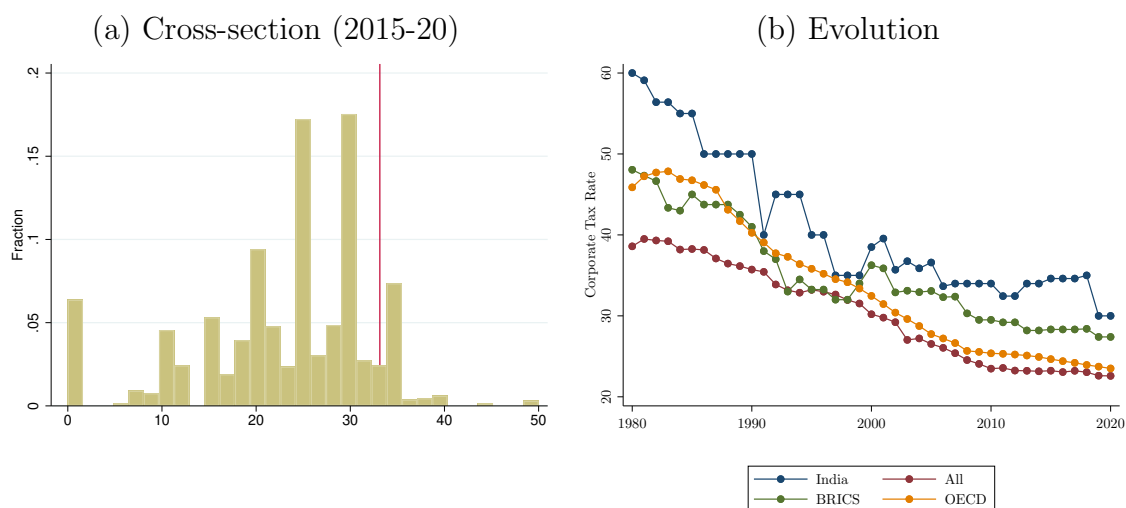 (a) Cross-section (2015-20)
Fraction
.2
.15
.1
.05
0
0 10 20 30 40 50
(b) Evolution
Corporate Tax Rate
60
50
40
30
20
1980 1990 2000 2010 2020
India All
BRICS OECD